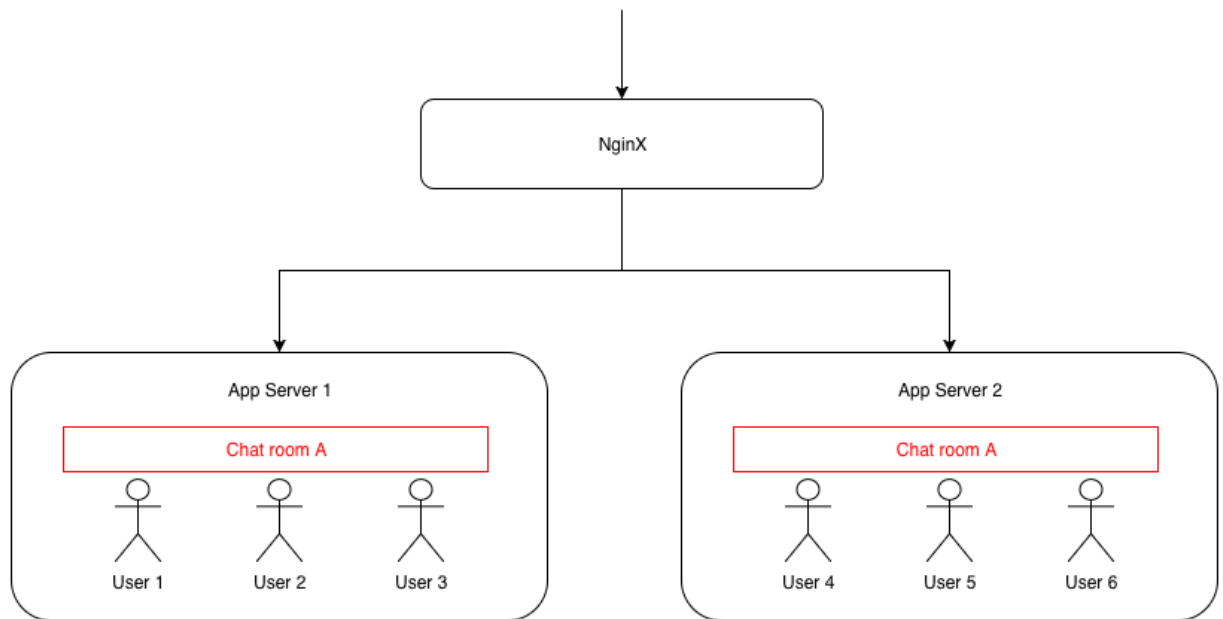 NginX
App Server 1
App Server 2
Chat room A
Chat room A
User 1
User 2
User 3
User 4
User 5
User 6